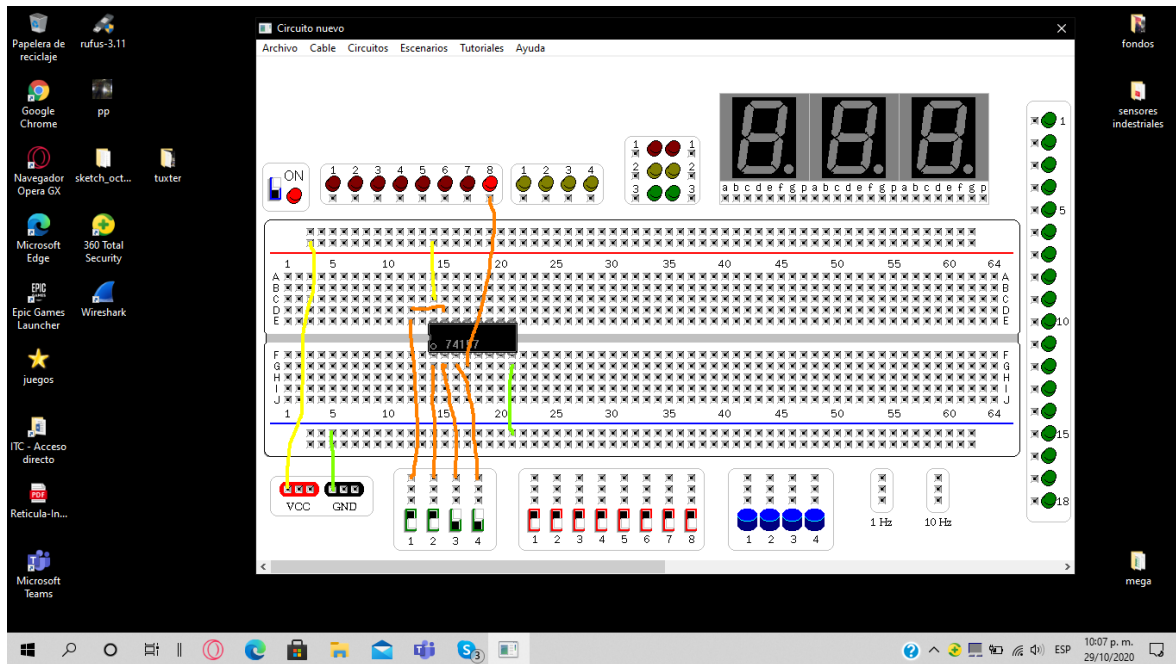 Papelera de
reciclaje
rufus-3.11
Google
Chrome
pp
Navegador
Opera GX
sketch_oct...
tuxter
Microsoft
Edge
360 Total
Security
EPIC
GAMES
Epic Games
Launcher
Wireshark
juegos
ITC - Acceso
directo
PDF
Reticula-In...
Microsoft
Teams
Circuito nuevo
Archivo Cable Circuitos Escenarios Tutoriales Ayuda
ON
1 2 3 4 5 6 7 8
1 2 3 4
1 1
2 2
3 3
a b c d e f g p a b c d e f g p a b c d e f g p
1 5 10 15 20 25 30 35 40 45 50 55 60 64
A A
B B
C C
D D
E E
74157
F F
G G
H H
I I
J J
1 5 10 15 20 25 30 35 40 45 50 55 60 64
VCC GND
1 2 3 4
1 2 3 4 5 6 7 8
1 2 3 4
1 Hz 10 Hz
1
5
10
15
18
fondos
sensores
indestriales
mega
3
ESP
10:07 p. m.
29/10/2020